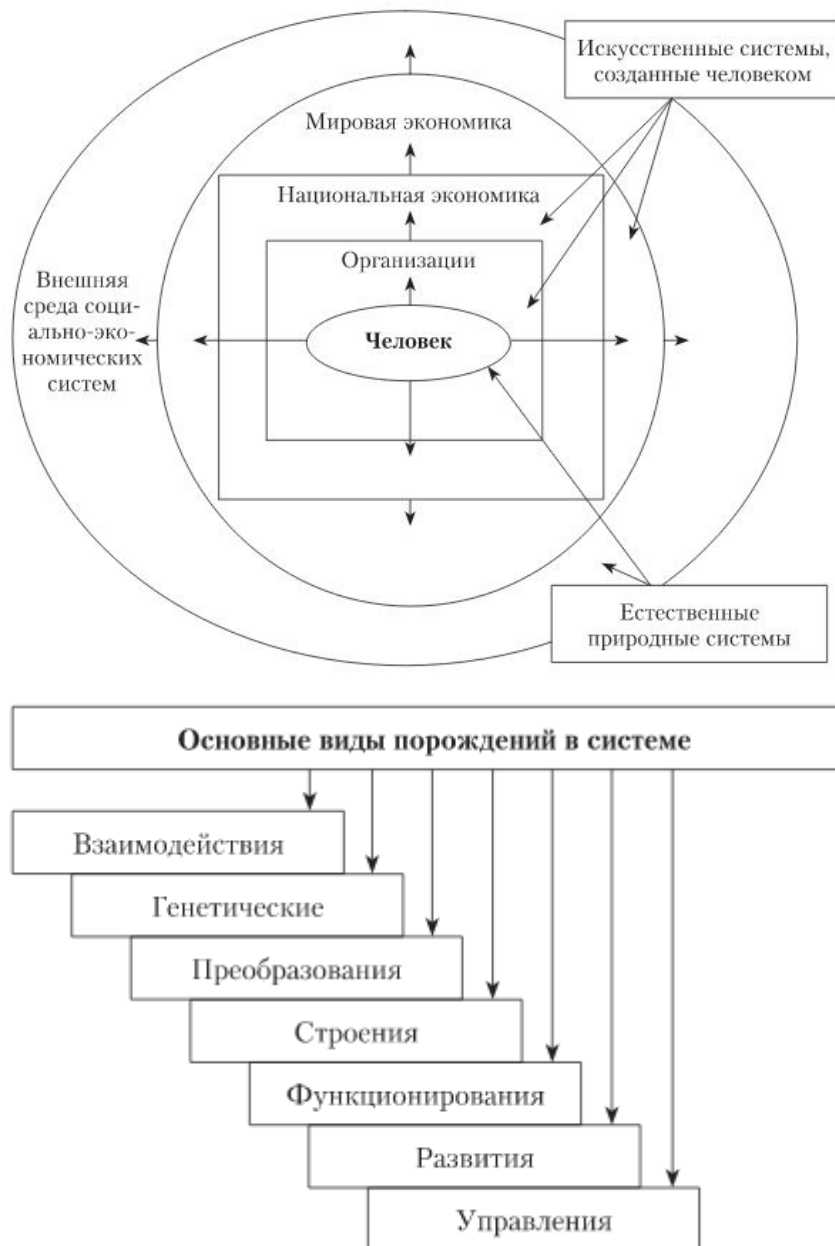 Искусственные системы,
созданные человеком
Мировая экономика
Национальная экономика
Организации
Внешняя
среда соци-
ально-эко-
номических
систем
Человек
Естественные
природные системы
Основные виды порождений в системе
Взаимодействия
Генетические
Преобразования
Строения
Функционирования
Развития
Управления